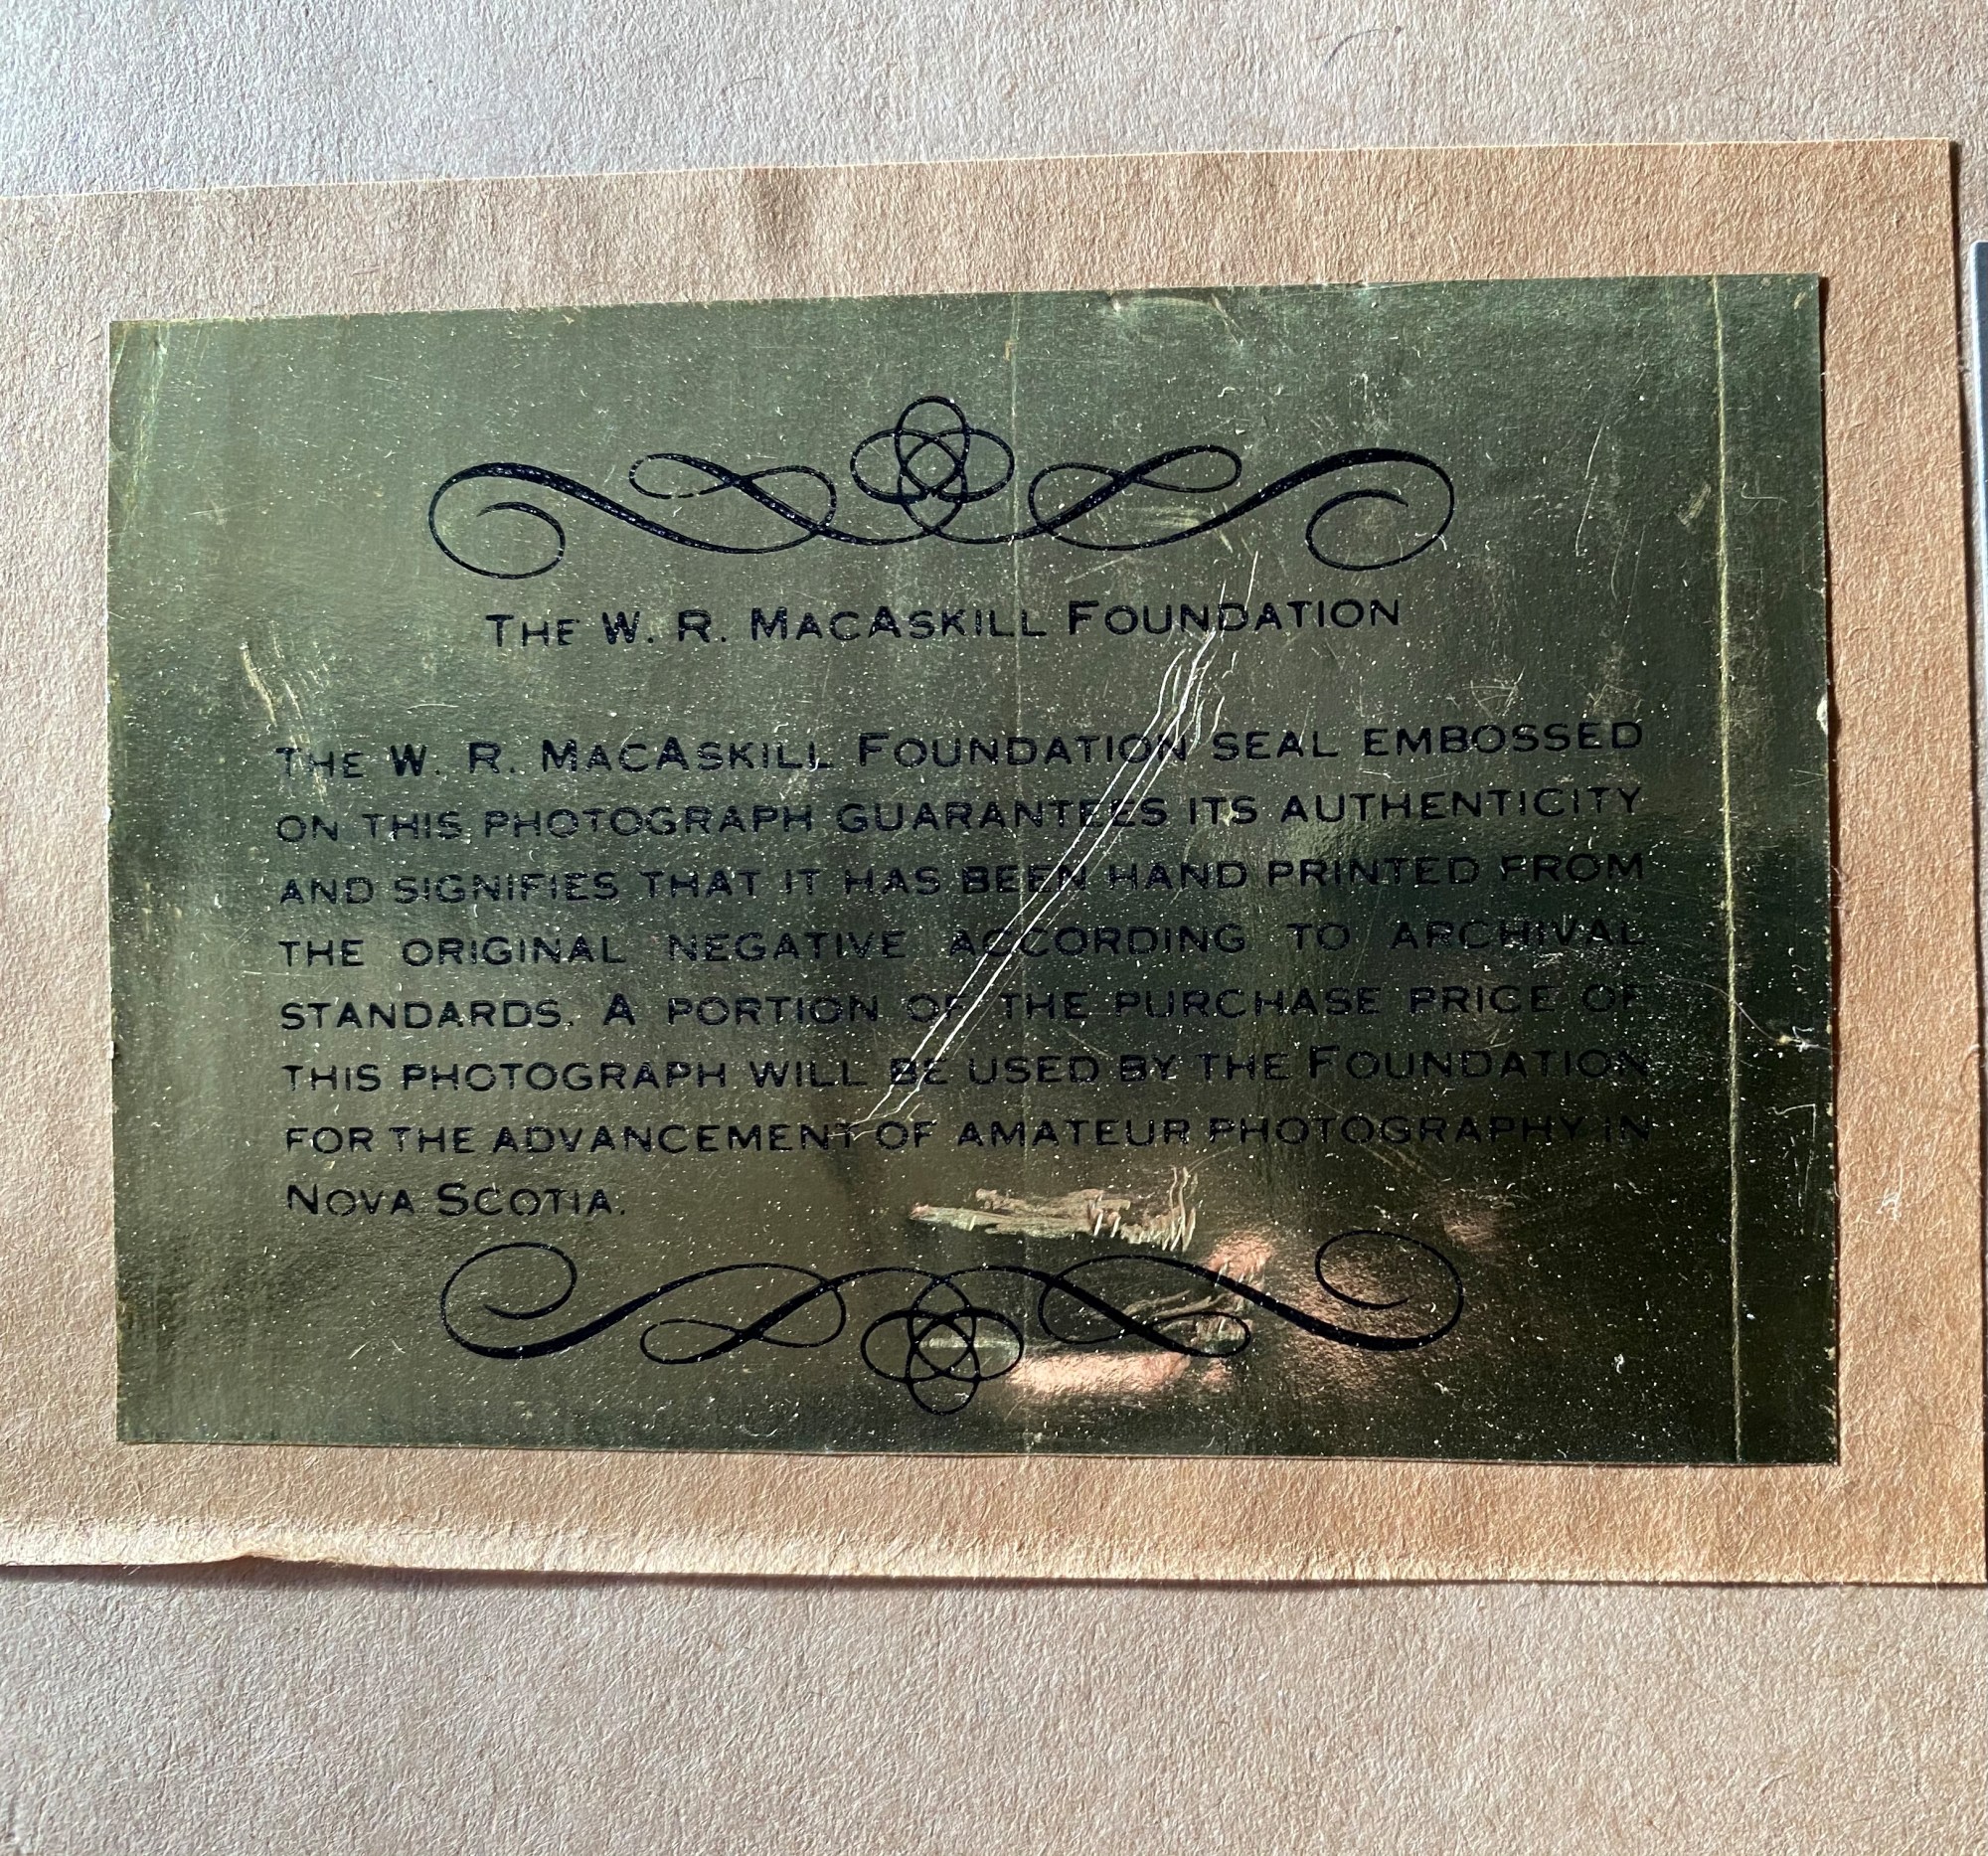 The W. R. MacAskill Foundation
The W. R. MacAskill Foundation seal embossed
on this photograph guarantees its authenticity
and signifies that it has been hand printed from
the original negative according to archival
standards. A portion of the purchase price of
this photograph will be used by the Foundation
for the advancement of amateur photography in
Nova Scotia.